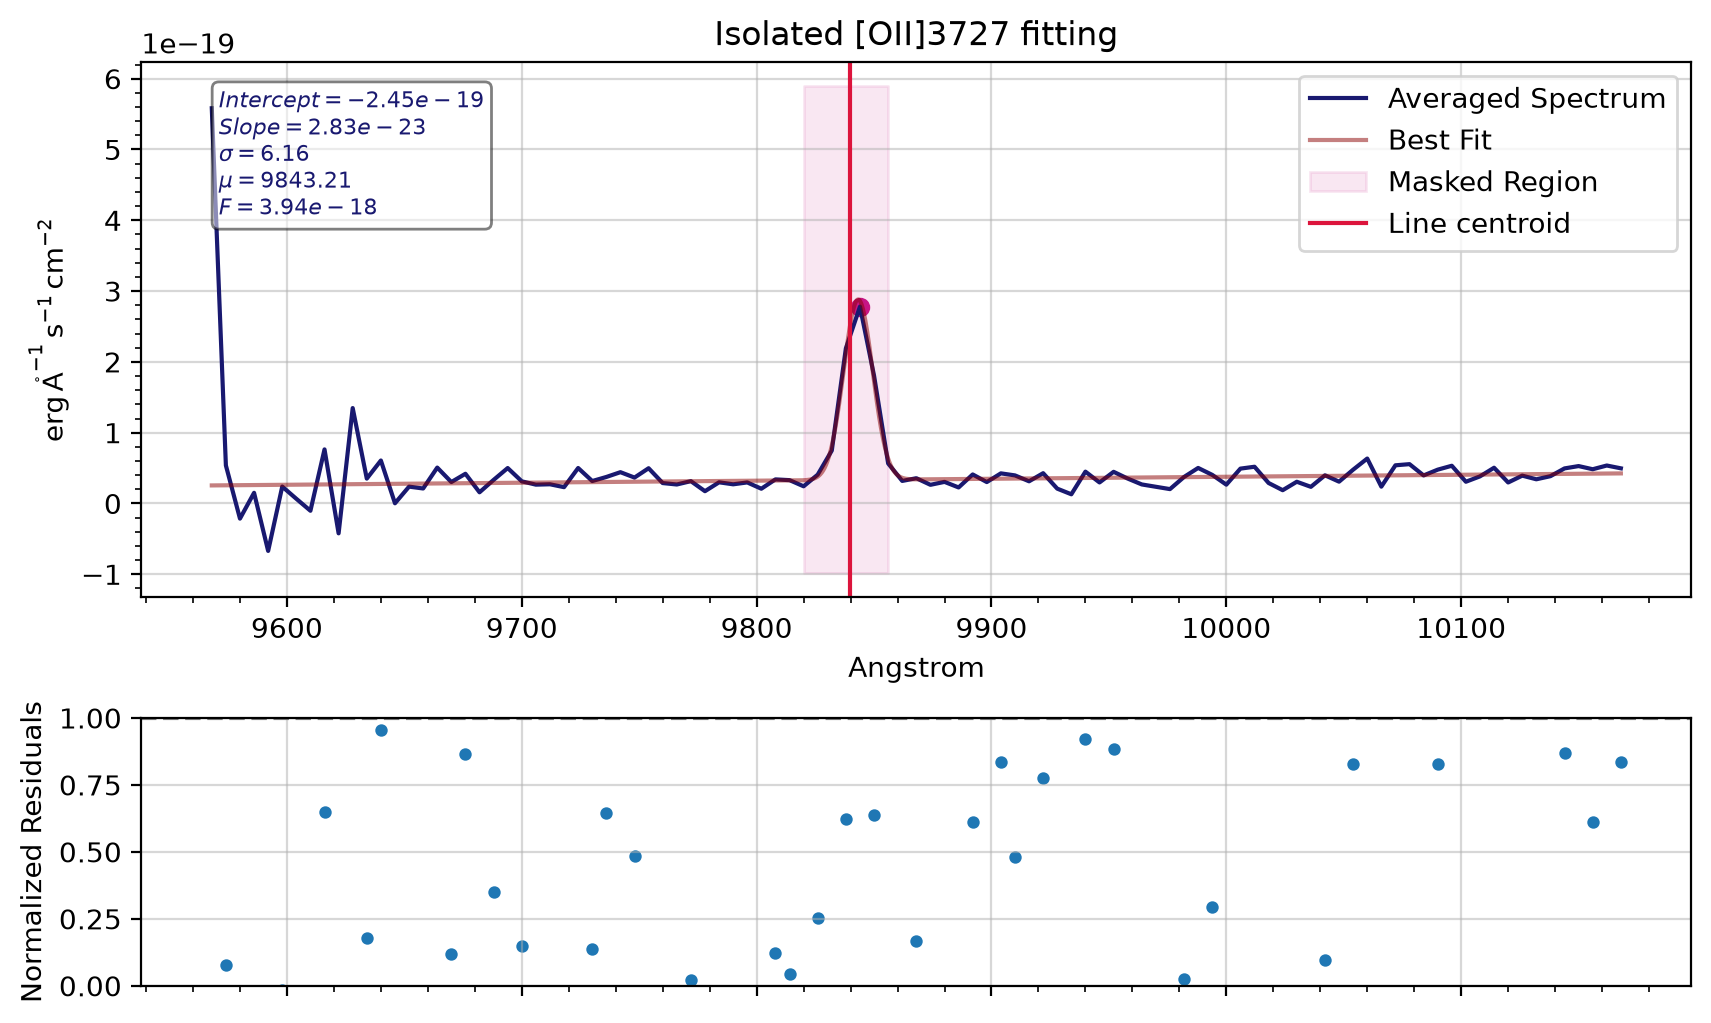 Isolated [OII]3727 fitting
1e−19
6
5
4
3
2
1
0
−1
erg Å⁻¹ s⁻¹ cm⁻²
Intercept = −2.45e − 19
Slope = 2.83e − 23
σ = 6.16
μ = 9843.21
F = 3.94e − 18
Averaged Spectrum
Best Fit
Masked Region
Line centroid
9600 9700 9800 9900 10000 10100
Angstrom
Normalized Residuals
1.00
0.75
0.50
0.25
0.00